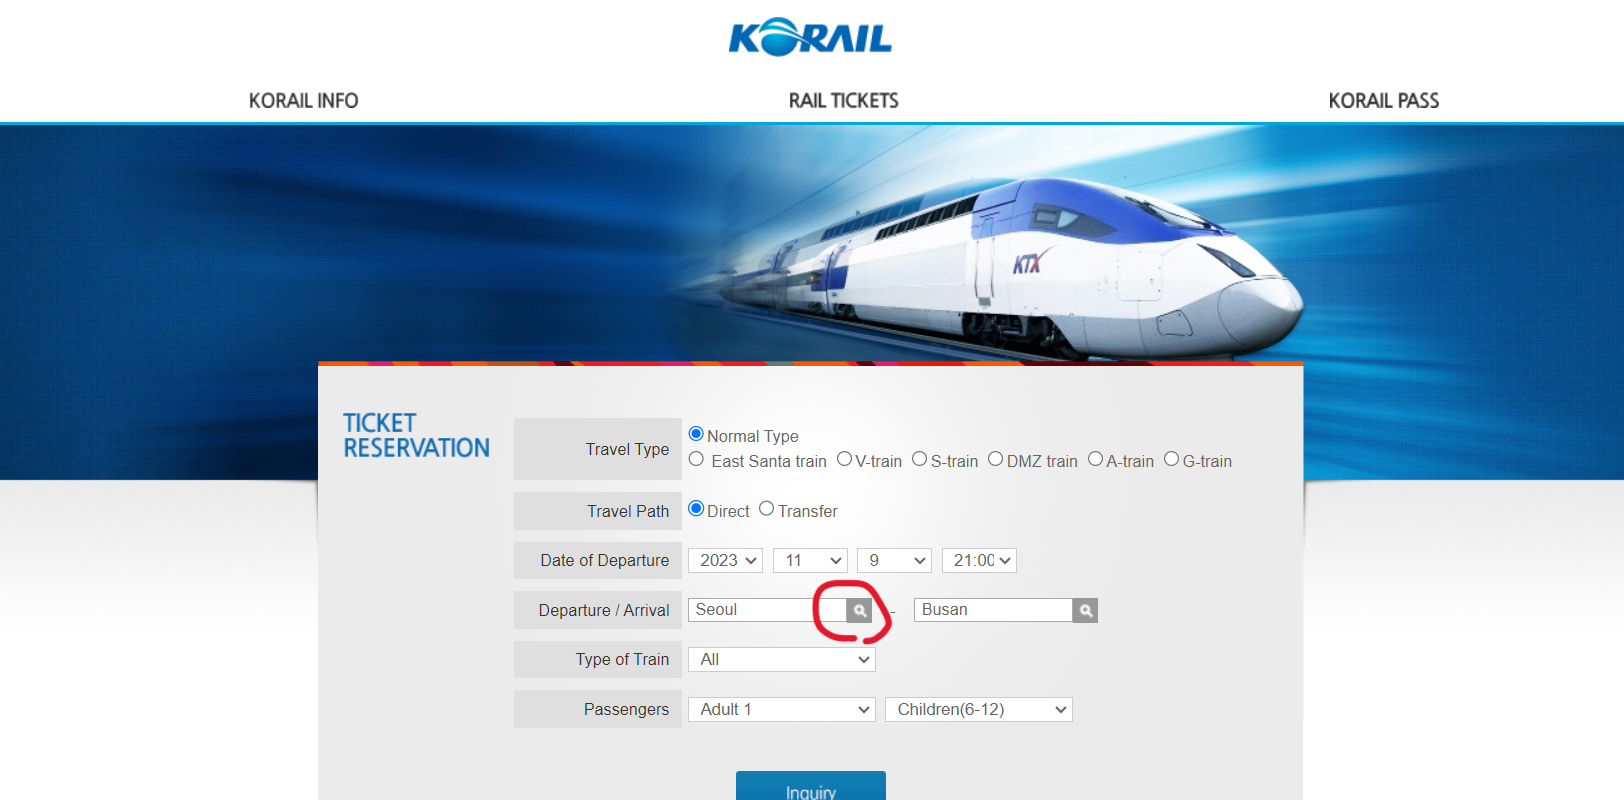 KORAIL
KORAIL INFO RAIL TICKETS KORAIL PASS
KTX
TICKET
RESERVATION
Travel Type Normal Type
East Santa train V-train S-train DMZ train A-train G-train
Travel Path Direct Transfer
Date of Departure 2023 11 9 21:00
Departure / Arrival Seoul - Busan
Type of Train All
Passengers Adult 1 Children(6-12)
Inquiry